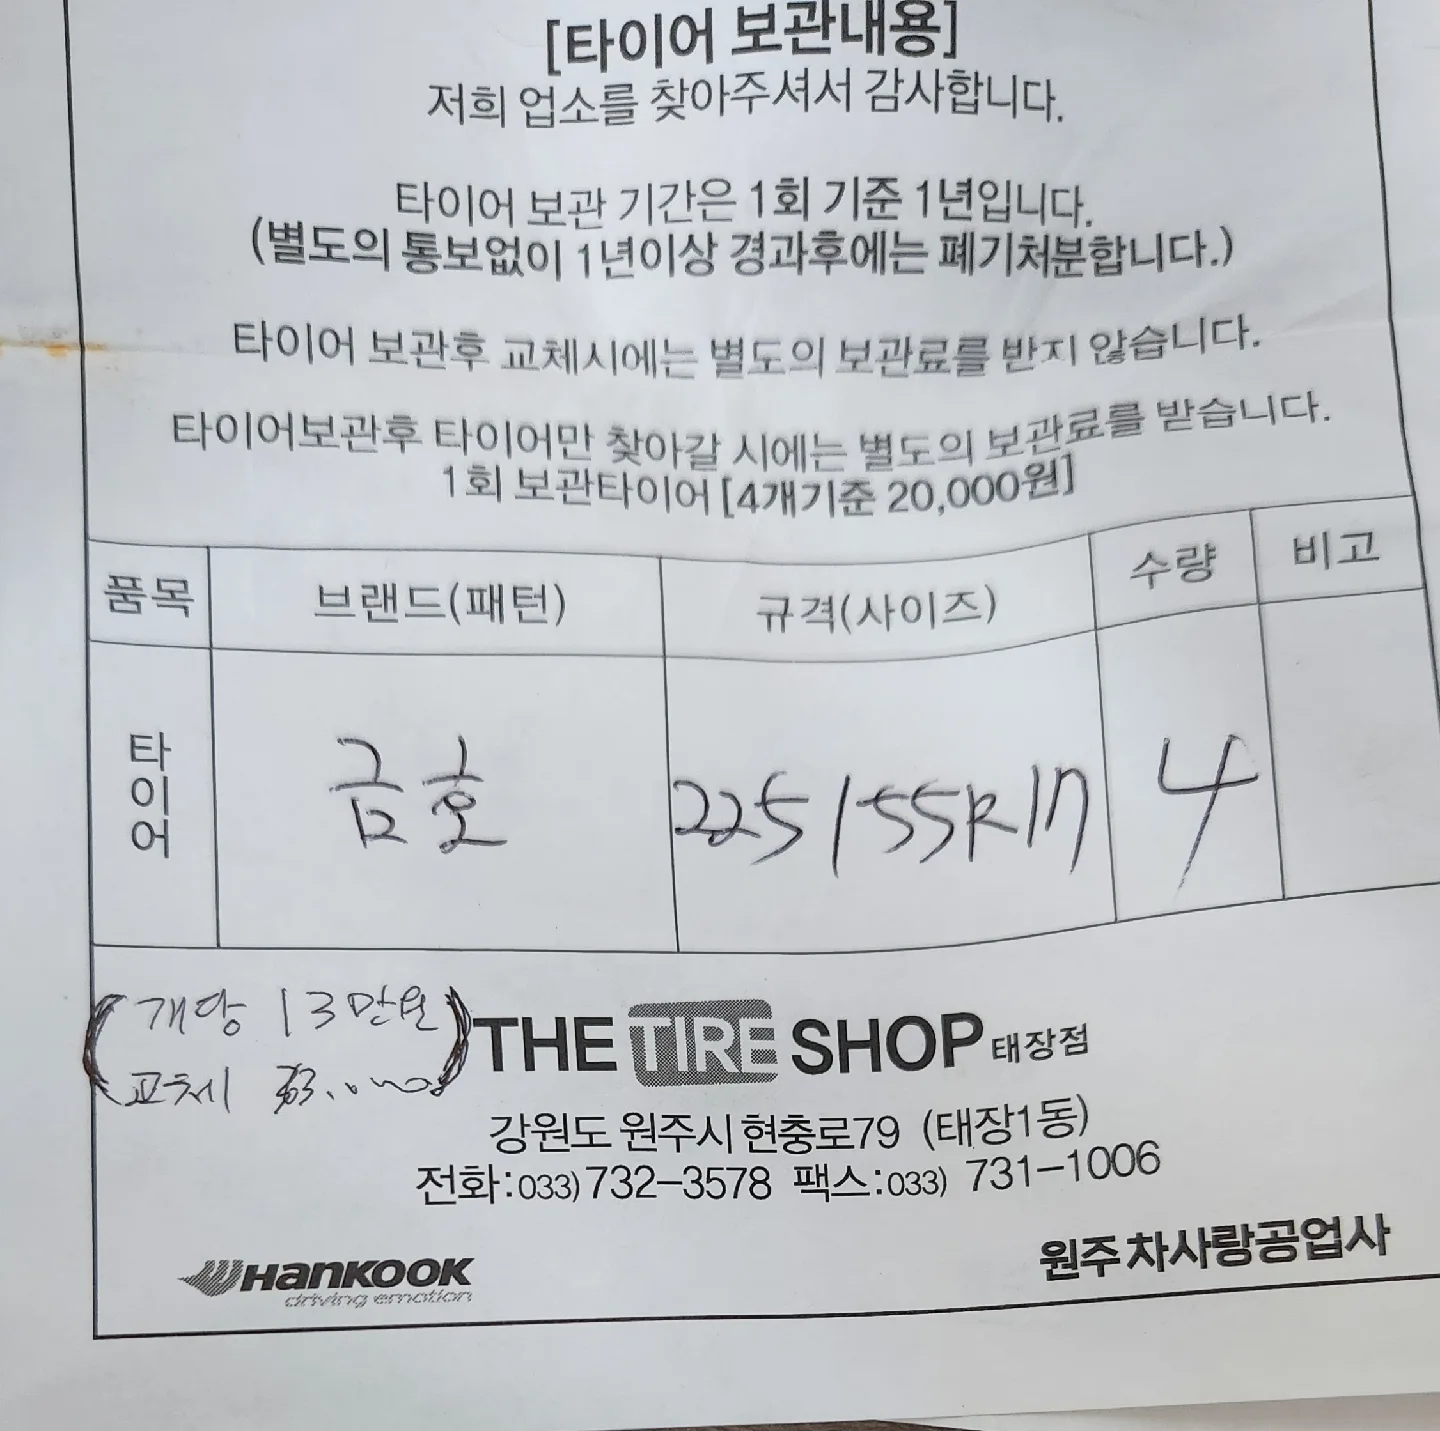 [타이어 보관내용]
저희 업소를 찾아주셔서 감사합니다.
타이어 보관 기간은 1회 기준 1년입니다.
(별도의 통보없이 1년이상 경과후에는 폐기처분합니다.)
타이어 보관후 교체시에는 별도의 보관료를 받지 않습니다.
타이어보관후 타이어만 찾아갈 시에는 별도의 보관료를 받습니다.
1회 보관타이어 [4개기준 20,000원]
품목 브랜드(패턴) 규격(사이즈) 수량 비고
타이어 금호 225/55R17 4
(개당 13만원
교체)
THE TIRE SHOP 태장점
강원도 원주시 현충로79 (태장1동)
전화:033)732-3578 팩스:033) 731-1006
원주 차사랑공업사
HANKOOK
driving emotion